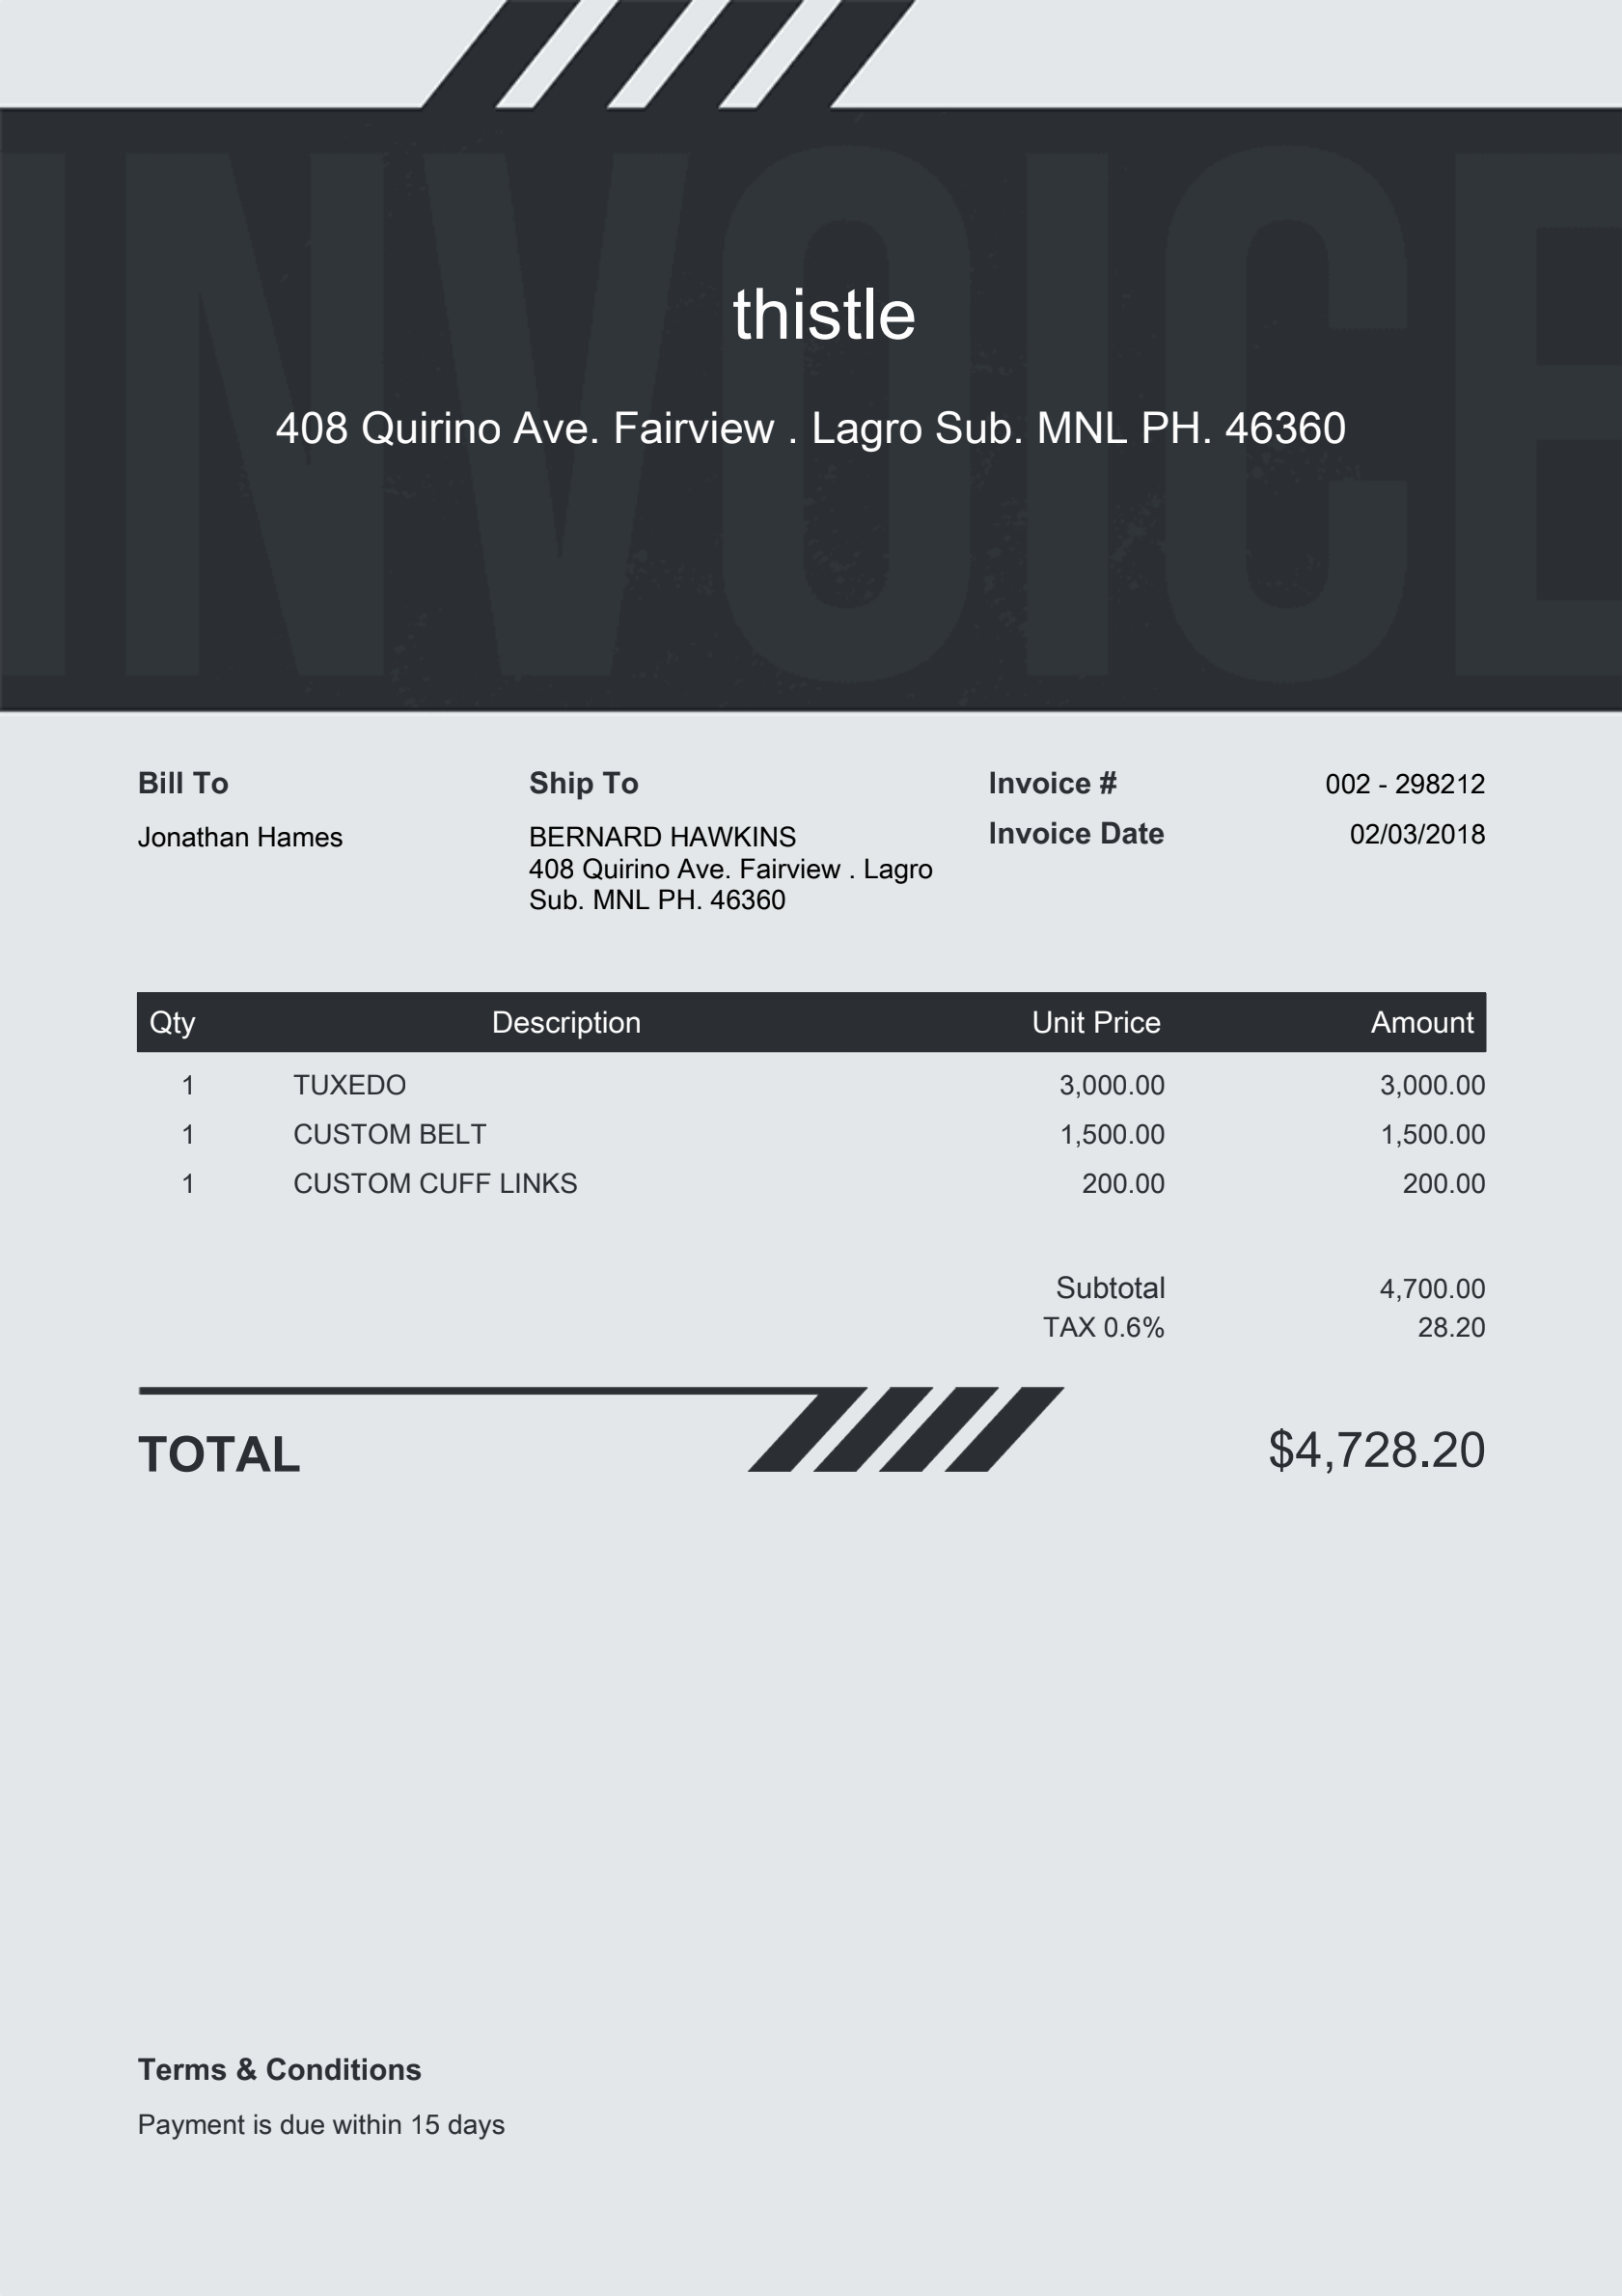 INVOICE
thistle
408 Quirino Ave. Fairview . Lagro Sub. MNL PH. 46360
Bill To
Jonathan Hames
Ship To
BERNARD HAWKINS
408 Quirino Ave. Fairview . Lagro
Sub. MNL PH. 46360
Invoice # 002 - 298212
Invoice Date 02/03/2018
Qty Description Unit Price Amount
1 TUXEDO 3,000.00 3,000.00
1 CUSTOM BELT 1,500.00 1,500.00
1 CUSTOM CUFF LINKS 200.00 200.00
Subtotal 4,700.00
TAX 0.6% 28.20
TOTAL $4,728.20
Terms & Conditions
Payment is due within 15 days